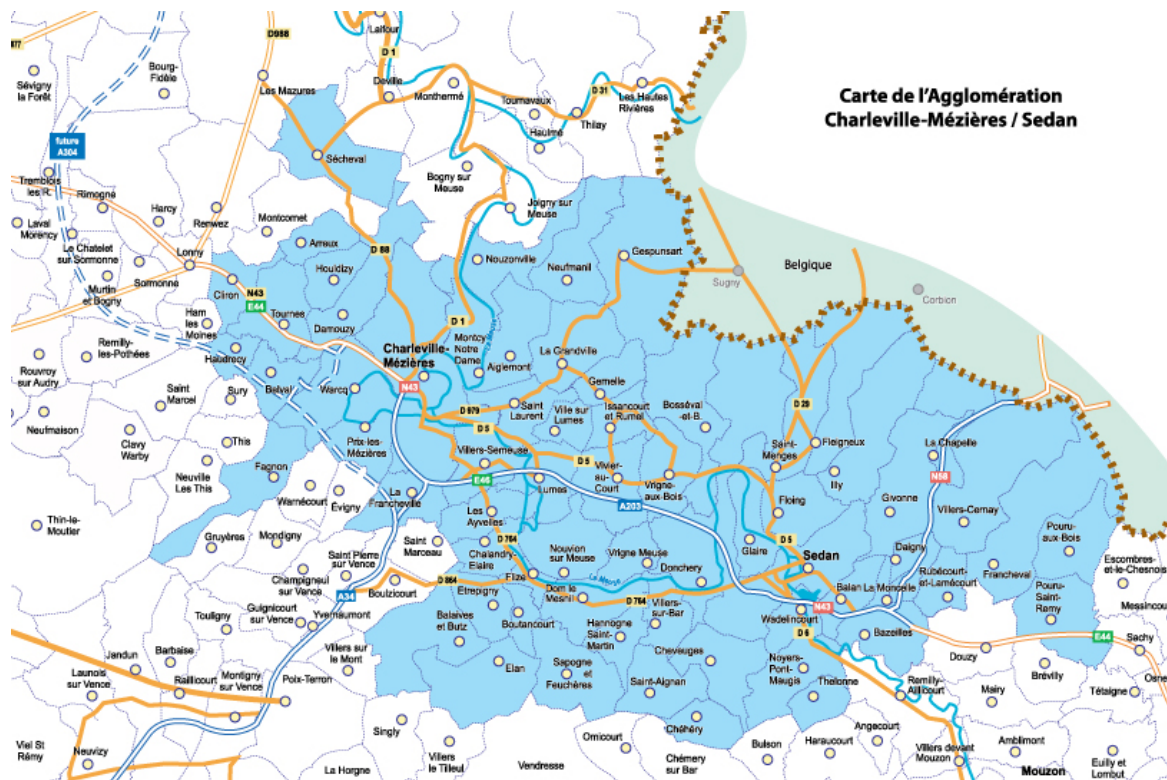 Carte de l'Agglomération
Charleville-Mézières / Sedan
Laifour
D988
D 1
Bourg-
Fidèle
Sévigny
la Forêt
Les Mazures
Deville
Monthermé
Tournavaux
D 31
Les Hautes
Rivières
Thilay
Haulmé
future
A304
Sécheval
Tremblois
les R.
Rimogne
Bogny sur
Meuse
Harcy
Renwez
Montcornet
Joigny sur
Meuse
Laval
Morency
Le Chatelet
sur Sormonne
Lonny
Arreux
D 88
Houldizy
Nouzonville
Neufmanil
Gespunsart
Belgique
Sugny
Corbion
Murtin
et Bogny
Sormonne
Cliron
N43
E44
Tournes
Damouzy
Ham
les Moines
D 1
Montcy
Notre
Dame
La Meuse
Remilly-
les-Pothées
Haudrecy
Charleville-
Mézières
Aiglemont
La Grandville
Rouvroy
sur Audry
Saint
Marcel
Sury
Belval
Warcq
N43
Gernelle
D 979
Saint
Laurent
Ville sur
Lumes
Issancourt
et Rumel
Bosséval-
et-B.
D 29
Neufmaison
Clavy
Warby
This
Prix-les-
Mézières
D 5
Villers-Semeuse
D 5
Saint-
Menges
Fleigneux
La Chapelle
Neuville
Les This
Fagnon
E46
Lumes
Vivier-
au-Court
Vrigne-
aux-Bois
Illy
N58
Warnécourt
Évigny
La
Francheville
A203
Floing
Givonne
Villers-Cernay
Thin-le-
Moutier
Les
Ayvelles
D 764
Gruyères
Mondigny
Saint
Marceau
Chalandry-
Elaire
Nouvion
sur Meuse
Vrigne Meuse
Glaire
D 5
Sedan
Daigny
Pouru-
aux-Bois
Saint Pierre
sur Vence
Flize
La Meuse
Donchery
Rubécourt-
et-Lamécourt
Francheval
Escombres-
et-le-Chesnois
Champigneul
sur Vence
D 864
Boulzicourt
Etrepigny
Dom le
Mesnil
D 764
Villers-
sur-Bar
Balan
La Moncelle
Pouru-
Saint-
Remy
Messincou
Touligny
Guignicourt
sur Vence
A34
Yvernaumont
Balaives
et Butz
Boutancourt
Hannogne
Saint-
Martin
Wadelincourt
N43
D 6
Bazeilles
E44
Sachy
Jandun
Barbaise
Villers sur
le Mont
Elan
Sapogne
et
Feuchères
Cheveuges
Noyers-
Pont-
Maugis
Thelonne
Douzy
Launois
sur Vence
Raillicourt
Montigny
sur Vence
Poix-Terron
Saint-Aignan
Remilly-
Aillicourt
Mairy
Brévilly
Tétaigne
Osne
Singly
Chéhéry
Angecourt
Viel St
Rémy
Neuvizy
Villers
le Tilleul
Omicourt
Bulson
Haraucourt
Villers devant
Mouzon
Amblimont
La Horgne
Vendresse
Chémery
sur Bar
Mouzon
Euilly et
Lombut